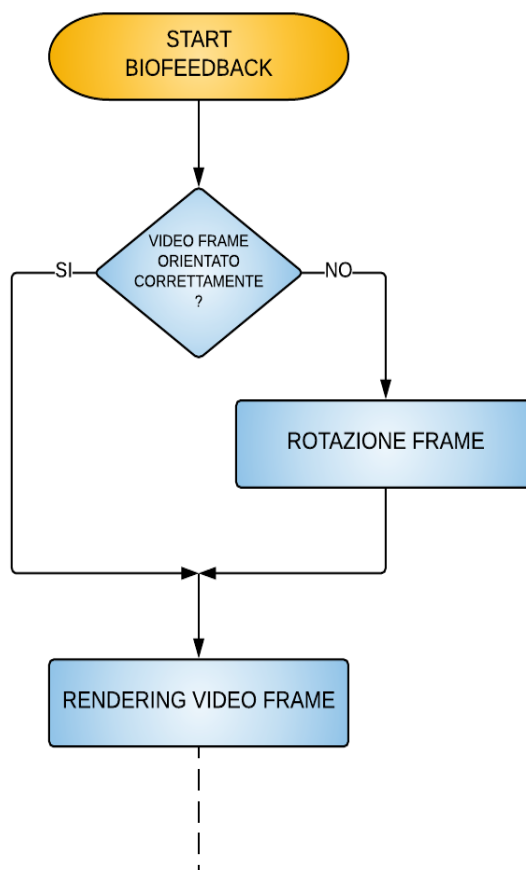 START
BIOFEEDBACK
VIDEO FRAME
ORIENTATO
CORRETTAMENTE
?
SI
NO
ROTAZIONE FRAME
RENDERING VIDEO FRAME